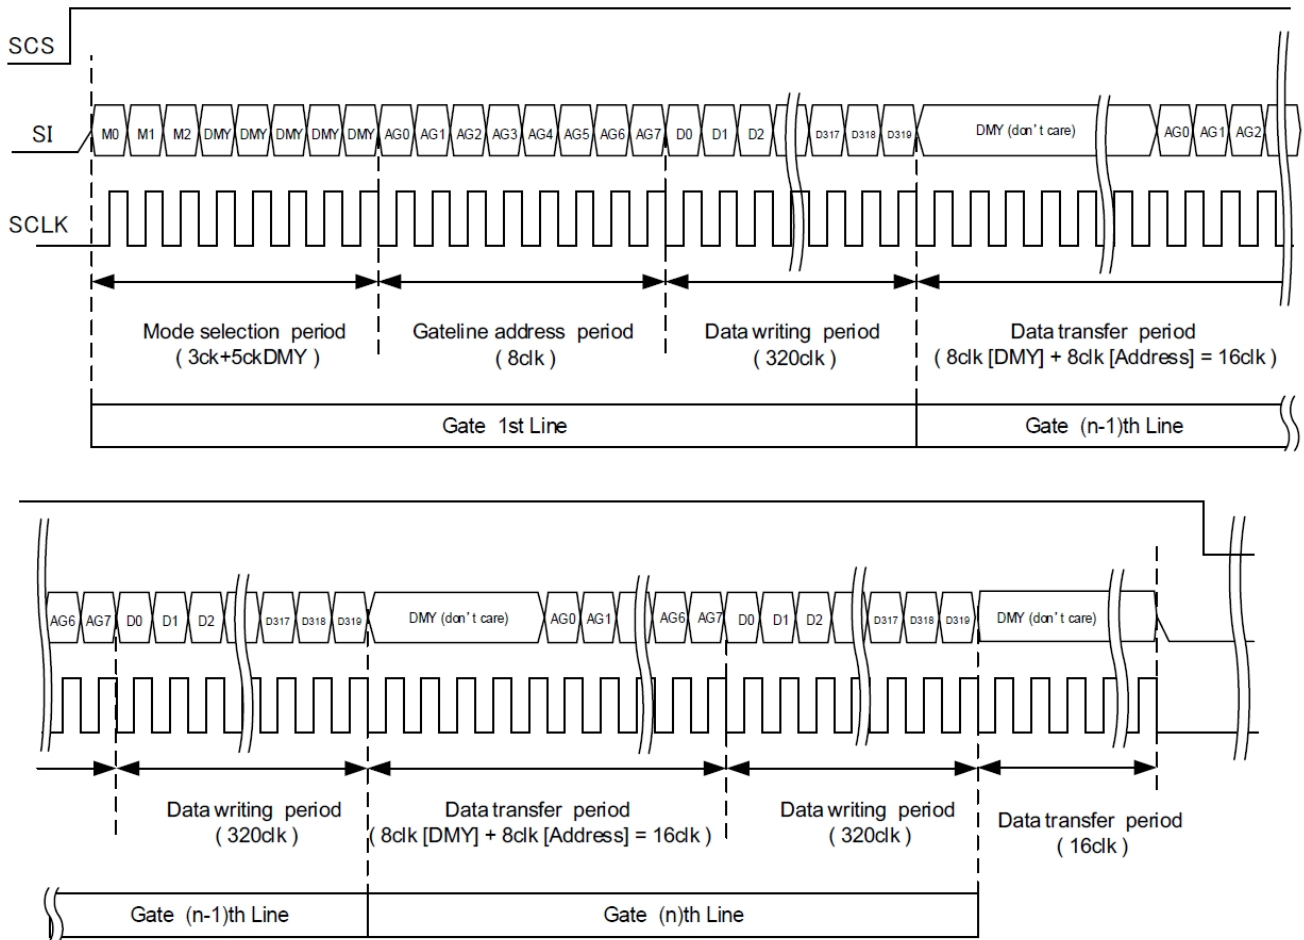 SCS
SI M0 M1 M2 DMY DMY DMY DMY DMY AG0 AG1 AG2 AG3 AG4 AG5 AG6 AG7 D0 D1 D2 D317 D318 D319 DMY (don't care) AG0 AG1 AG2
SCLK
Mode selection period Gateline address period Data writing period Data transfer period
( 3ck+5ckDMY ) ( 8clk ) ( 320clk ) ( 8clk [DMY] + 8clk [Address] = 16clk )
Gate 1st Line Gate (n-1)th Line
AG6 AG7 D0 D1 D2 D317 D318 D319 DMY (don't care) AG0 AG1 AG6 AG7 D0 D1 D2 D317 D318 D319 DMY (don't care)
Data writing period Data transfer period Data writing period Data transfer period
( 320clk ) ( 8clk [DMY] + 8clk [Address] = 16clk ) ( 320clk ) ( 16clk )
Gate (n-1)th Line Gate (n)th Line